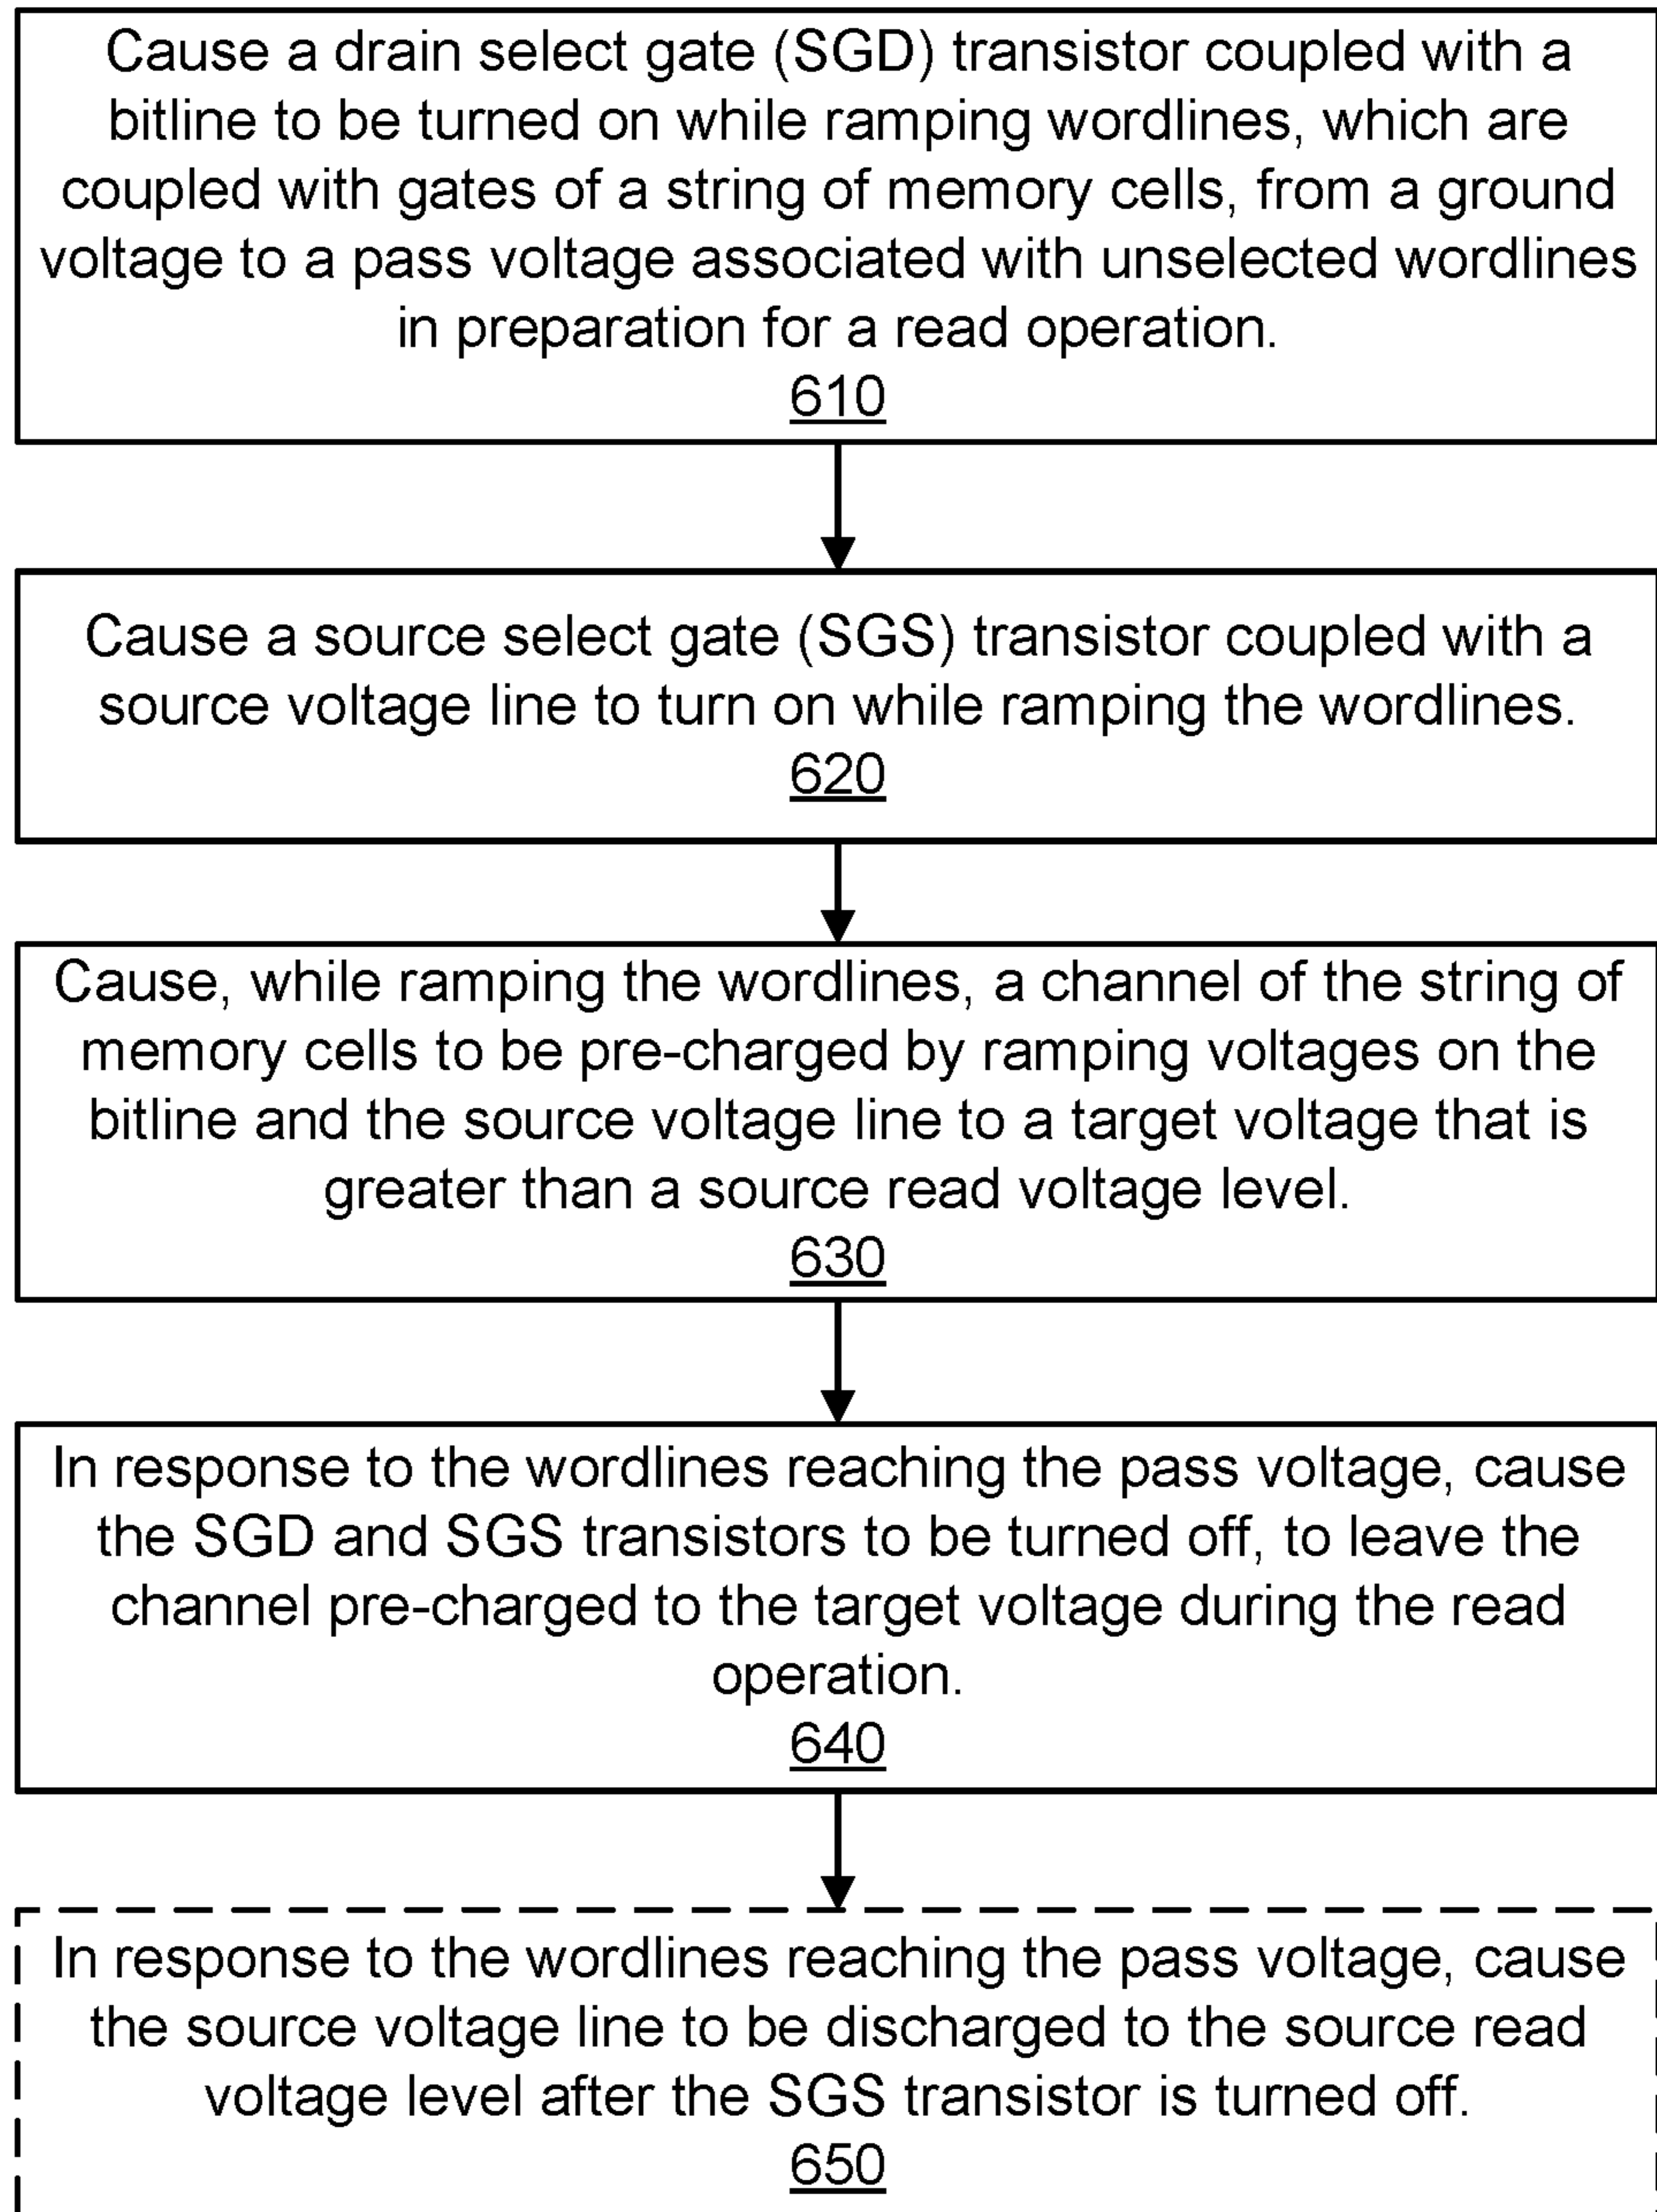 Cause a drain select gate (SGD) transistor coupled with a
bitline to be turned on while ramping wordlines, which are
coupled with gates of a string of memory cells, from a ground
voltage to a pass voltage associated with unselected wordlines
in preparation for a read operation.
610
Cause a source select gate (SGS) transistor coupled with a
source voltage line to turn on while ramping the wordlines.
620
Cause, while ramping the wordlines, a channel of the string of
memory cells to be pre-charged by ramping voltages on the
bitline and the source voltage line to a target voltage that is
greater than a source read voltage level.
630
In response to the wordlines reaching the pass voltage, cause
the SGD and SGS transistors to be turned off, to leave the
channel pre-charged to the target voltage during the read
operation.
640
In response to the wordlines reaching the pass voltage, cause
the source voltage line to be discharged to the source read
voltage level after the SGS transistor is turned off.
650